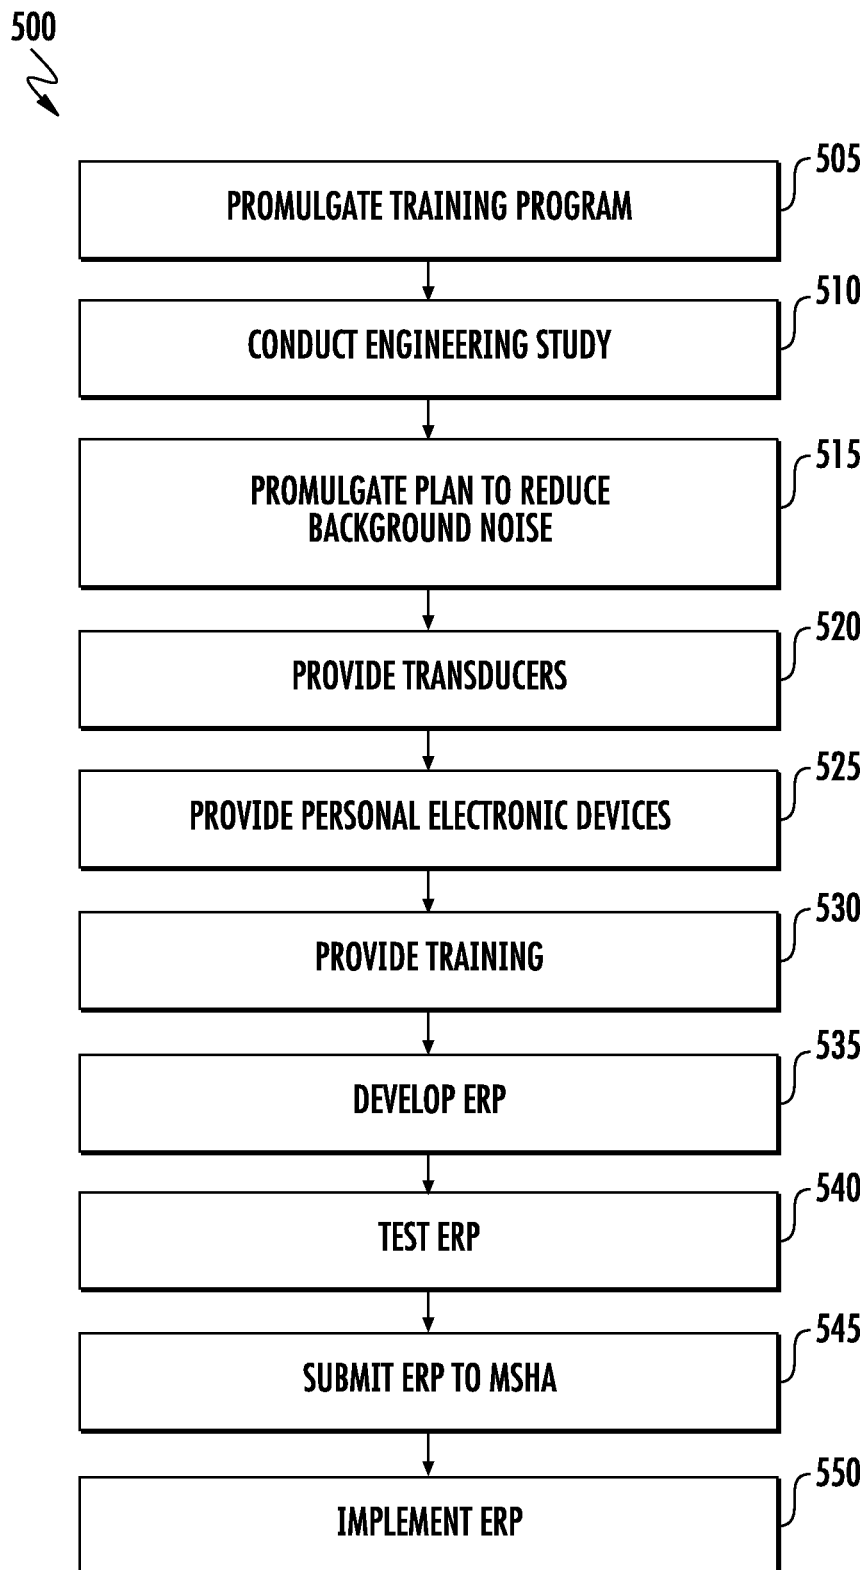 500
PROMULGATE TRAINING PROGRAM
505
CONDUCT ENGINEERING STUDY
510
PROMULGATE PLAN TO REDUCE
BACKGROUND NOISE
515
PROVIDE TRANSDUCERS
520
PROVIDE PERSONAL ELECTRONIC DEVICES
525
PROVIDE TRAINING
530
DEVELOP ERP
535
TEST ERP
540
SUBMIT ERP TO MSHA
545
IMPLEMENT ERP
550